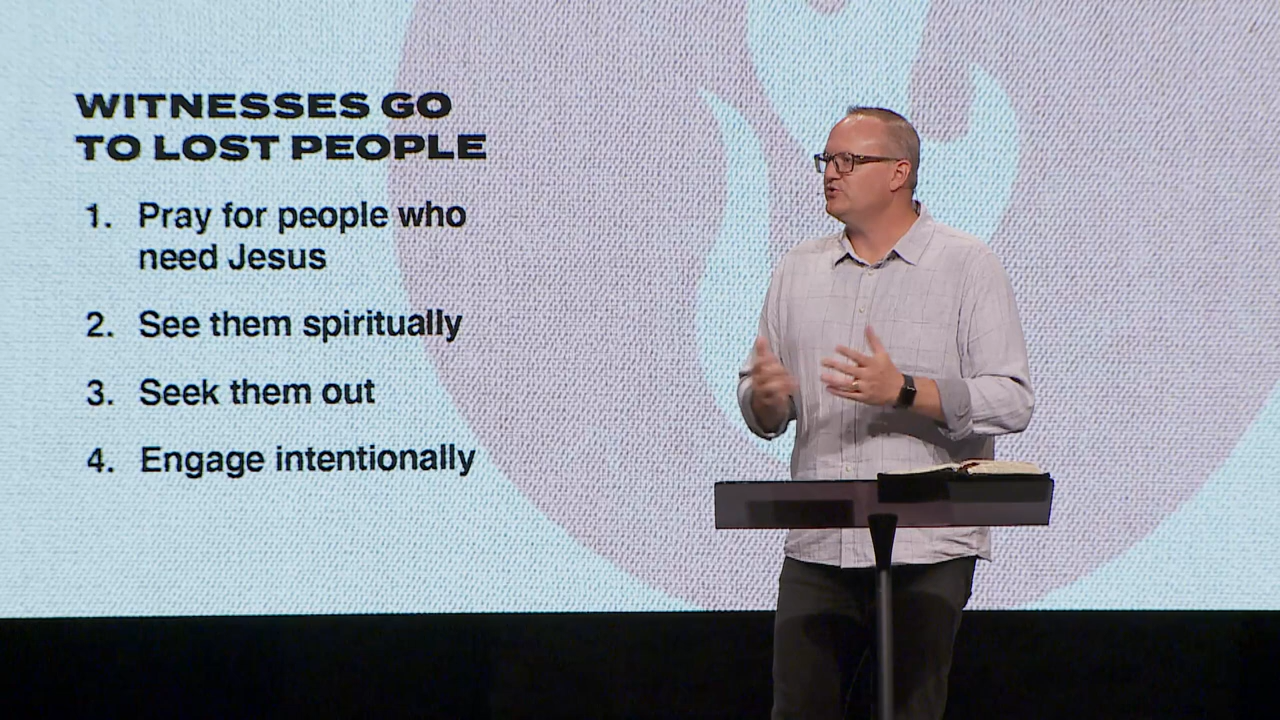 WITNESSES GO
TO LOST PEOPLE
1. Pray for people who
need Jesus
2. See them spiritually
3. Seek them out
4. Engage intentionally